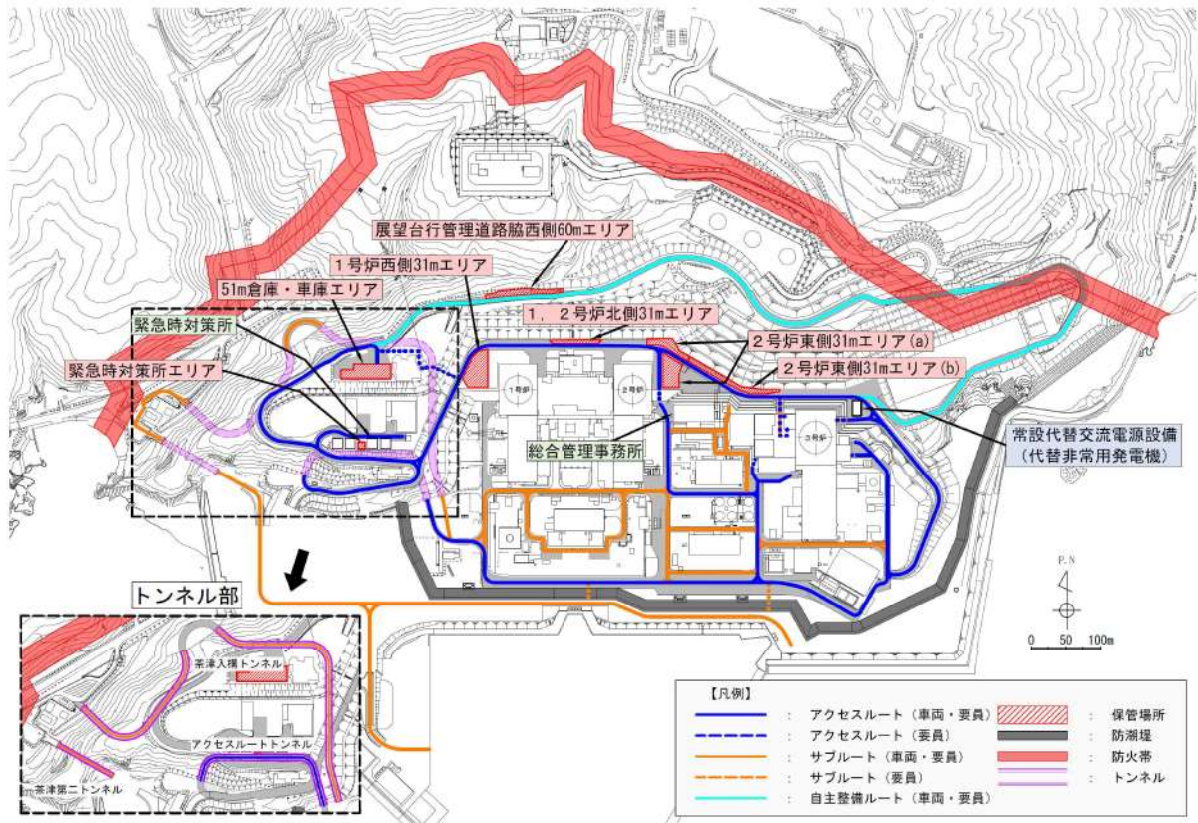 展望台行管理道路脇西側60mエリア
1号炉西側31mエリア
51m倉庫・車庫エリア
緊急時対策所
緊急時対策所エリア
1,2号炉北側31mエリア
2号炉東側31mエリア(a)
2号炉東側31mエリア(b)
1号炉
2号炉
3号炉
総合管理事務所
常設代替交流電源設備
(代替非常用発電機)
トンネル部
茶津入構トンネル
アクセスルートトンネル
茶津第二トンネル
P.N
0 50 100m
【凡例】
: アクセスルート(車両・要員)
: アクセスルート(要員)
: サブルート(車両・要員)
: サブルート(要員)
: 自主整備ルート(車両・要員)
: 保管場所
: 防潮堤
: 防火帯
: トンネル